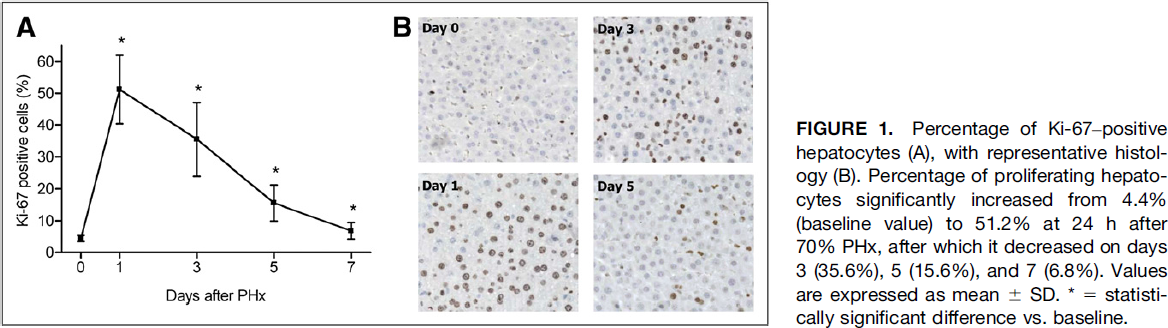 A
Ki-67 positive cells (%)
60
50
40
30
20
10
0
* * * * *
0 1 3 5 7
Days after PHx
B
Day 0
Day 3
Day 1
Day 5
FIGURE 1. Percentage of Ki-67–positive
hepatocytes (A), with representative histol-
ogy (B). Percentage of proliferating hepato-
cytes significantly increased from 4.4%
(baseline value) to 51.2% at 24 h after
70% PHx, after which it decreased on days
3 (35.6%), 5 (15.6%), and 7 (6.8%). Values
are expressed as mean ± SD. * = statisti-
cally significant difference vs. baseline.